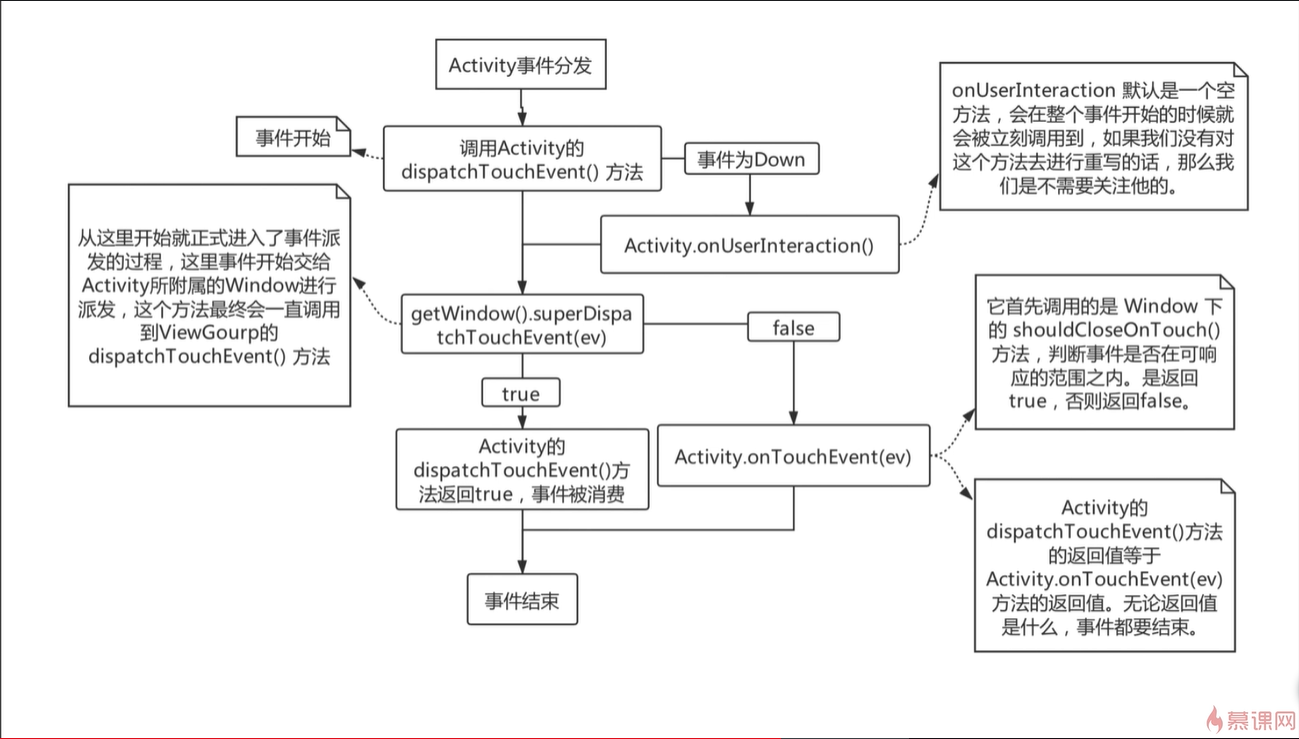 Activity事件分发
事件开始
调用Activity的
dispatchTouchEvent() 方法
事件为Down
onUserInteraction 默认是一个空
方法，会在整个事件开始的时候就
会被立刻调用到，如果我们没有对
这个方法去进行重写的话，那么我
们是不需要关注他的。
Activity.onUserInteraction()
从这里开始就正式进入了事件派
发的过程，这里事件开始交给
Activity所附属的Window进行
派发，这个方法最终会一直调用
到ViewGourp的
dispatchTouchEvent() 方法
getWindow().superDispa
tchTouchEvent(ev)
false
true
它首先调用的是 Window 下
的 shouldCloseOnTouch()
方法，判断事件是否在可响
应的范围之内。是返回
true，否则返回false。
Activity的
dispatchTouchEvent()方
法返回true，事件被消费
Activity.onTouchEvent(ev)
Activity的
dispatchTouchEvent()方法
的返回值等于
Activity.onTouchEvent(ev)
方法的返回值。无论返回值
是什么，事件都要结束。
事件结束
慕课网